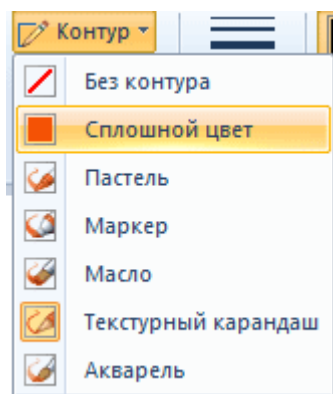 Контур
Без контура
Сплошной цвет
Пастель
Маркер
Масло
Текстурный карандаш
Акварель